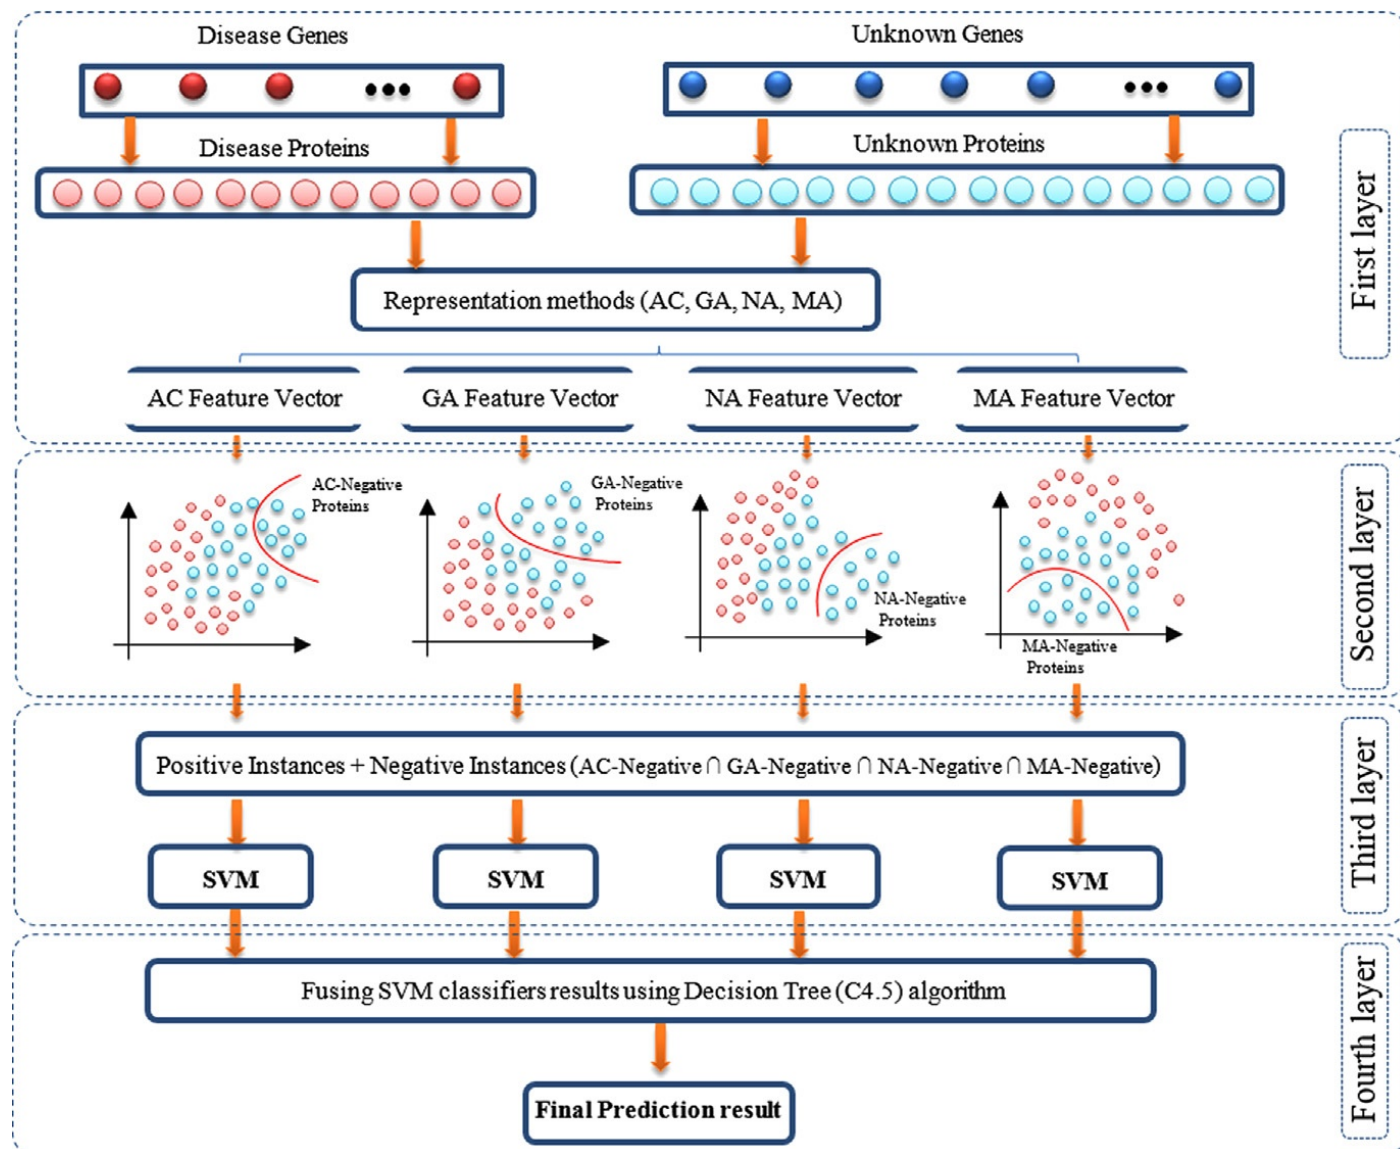 Disease Genes
Unknown Genes
Disease Proteins
Unknown Proteins
First layer
Representation methods (AC, GA, NA, MA)
AC Feature Vector
GA Feature Vector
NA Feature Vector
MA Feature Vector
Second layer
AC-Negative
Proteins
GA-Negative
Proteins
NA-Negative
Proteins
MA-Negative
Proteins
Third layer
Positive Instances + Negative Instances (AC-Negative ∩ GA-Negative ∩ NA-Negative ∩ MA-Negative)
SVM
SVM
SVM
SVM
Fourth layer
Fusing SVM classifiers results using Decision Tree (C4.5) algorithm
Final Prediction result